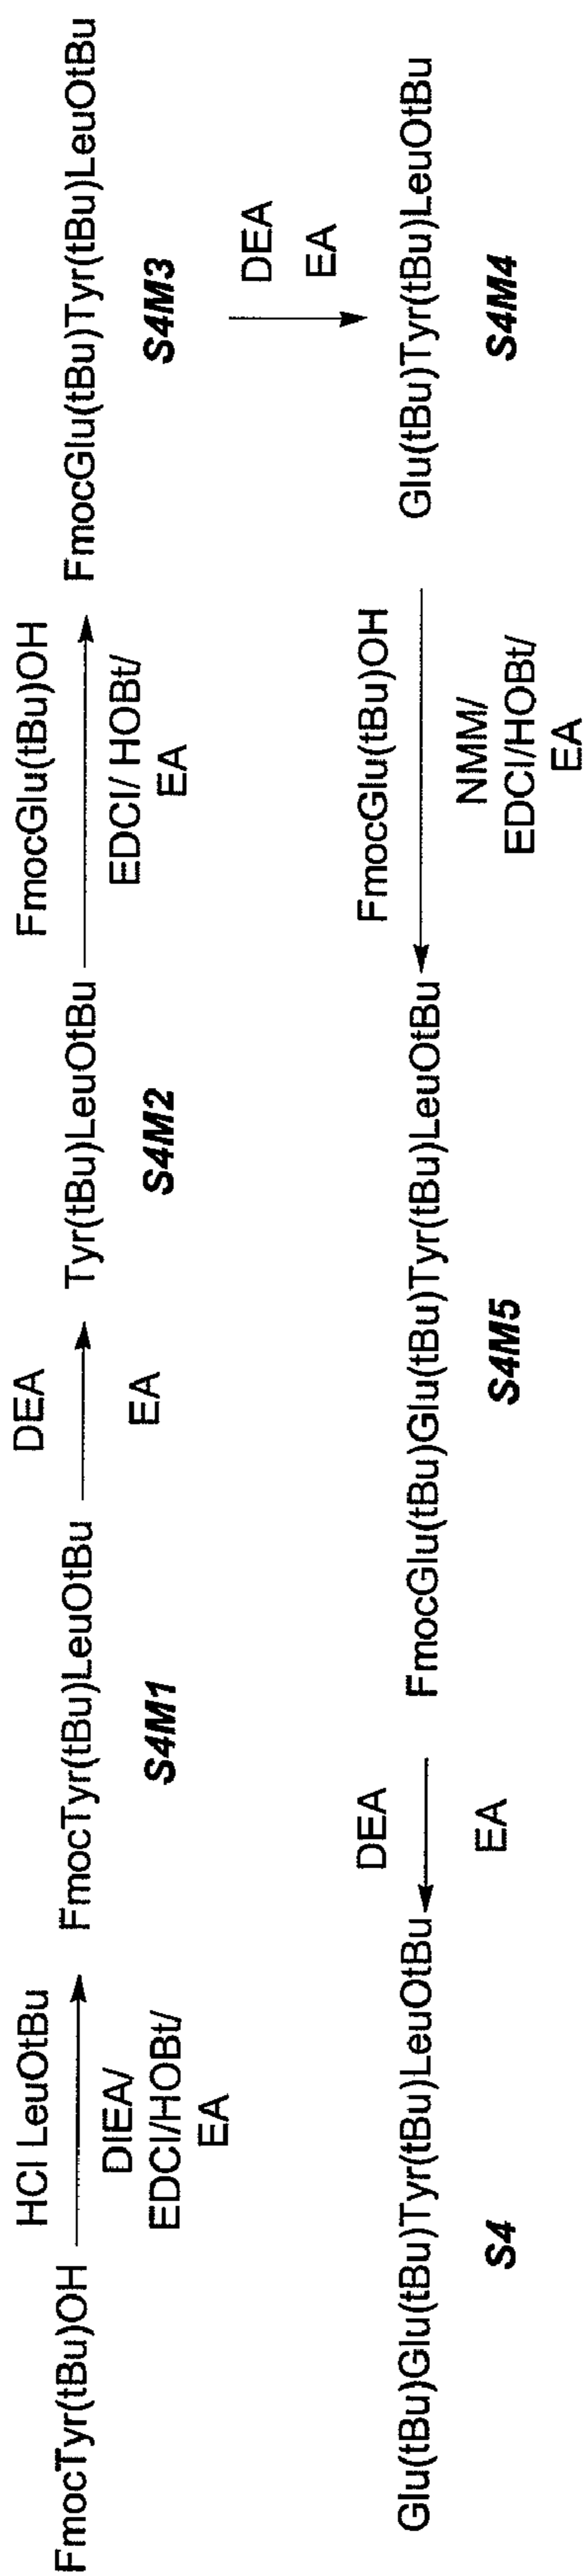 FmocTyr(tBu)OH
HCl LeuOtBu
DIEA/
EDCI/HOBt/
EA
FmocTyr(tBu)LeuOtBu
S4M1
DEA
EA
Tyr(tBu)LeuOtBu
S4M2
FmocGlu(tBu)OH
EDCI/ HOBt/
EA
FmocGlu(tBu)Tyr(tBu)LeuOtBu
S4M3
DEA
EA
Glu(tBu)Tyr(tBu)LeuOtBu
S4M4
FmocGlu(tBu)OH
NMM/
EDCI/HOBt/
EA
FmocGlu(tBu)Glu(tBu)Tyr(tBu)LeuOtBu
S4M5
DEA
EA
Glu(tBu)Glu(tBu)Tyr(tBu)LeuOtBu
S4